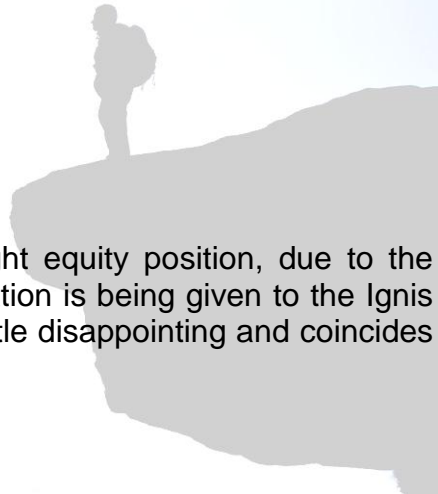 ht equity position, due to the
tion is being given to the Ignis
tle disappointing and coincides